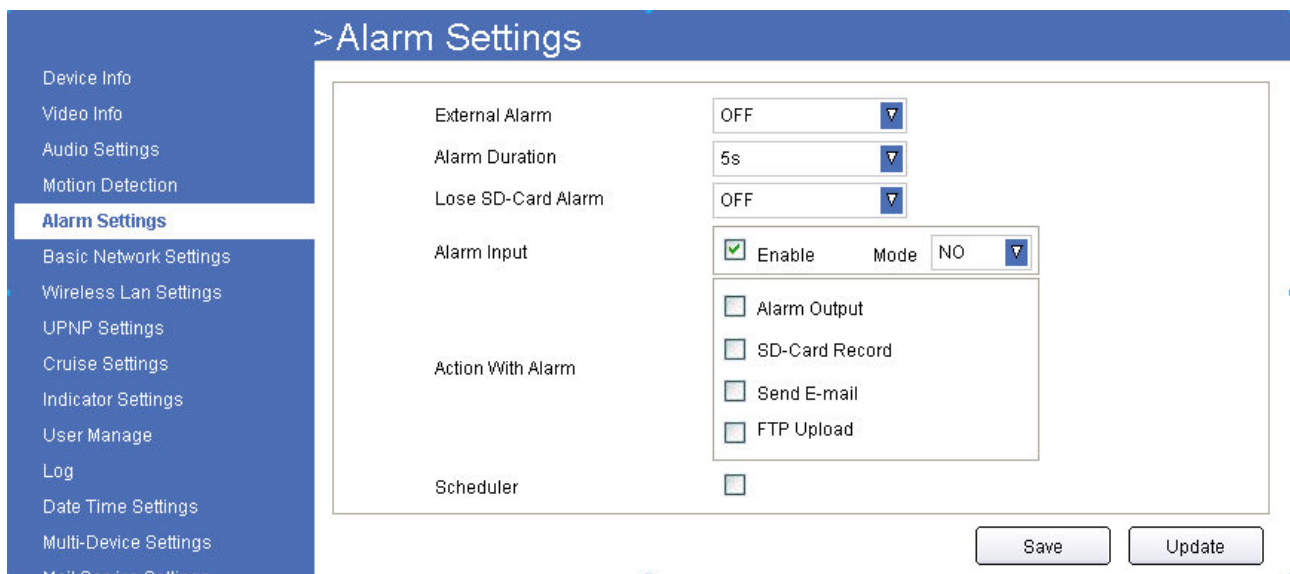 >Alarm Settings
Device Info
Video Info
Audio Settings
Motion Detection
Alarm Settings
Basic Network Settings
Wireless Lan Settings
UPNP Settings
Cruise Settings
Indicator Settings
User Manage
Log
Date Time Settings
Multi-Device Settings
External Alarm OFF
Alarm Duration 5s
Lose SD-Card Alarm OFF
Alarm Input Enable Mode NO
Action With Alarm
Alarm Output
SD-Card Record
Send E-mail
FTP Upload
Scheduler
Save Update